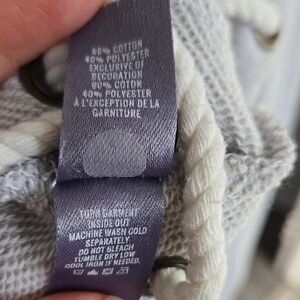 60% COTTON
40% POLYESTER
EXCLUSIVE OF
DECORATION
60% COTON
40% POLYESTER
À L'EXCEPTION DE LA
GARNITURE
TURN GARMENT
INSIDE OUT
MACHINE WASH COLD
SEPARATELY
DO NOT BLEACH
TUMBLE DRY LOW
COOL IRON IF NEEDED.